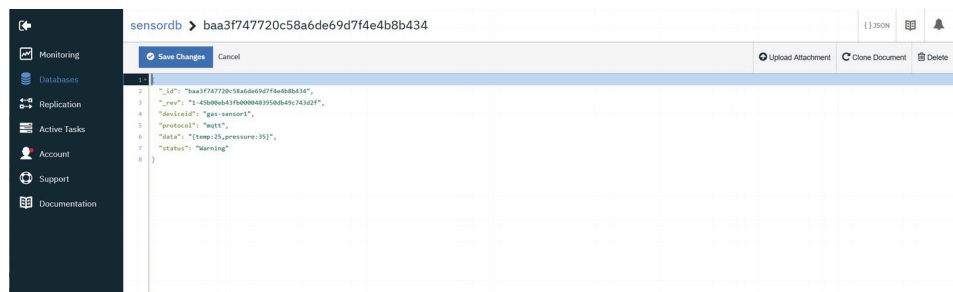 sensordb > baa3f747720c58a6de69d7f4e4b8b434
{ } JSON
Monitoring
Databases
Replication
Active Tasks
Account
Support
Documentation
Save Changes Cancel
Upload Attachment Clone Document Delete
1 {
2 "_id": "baa3f747720c58a6de69d7f4e4b8b434",
3 "_rev": "1-45b00eb43fb0000403950db49c743d2f",
4 "deviceid": "gas-sensor1",
5 "protocol": "mqtt",
6 "data": "{temp:25,pressure:35}",
7 "status": "Warning"
8 }